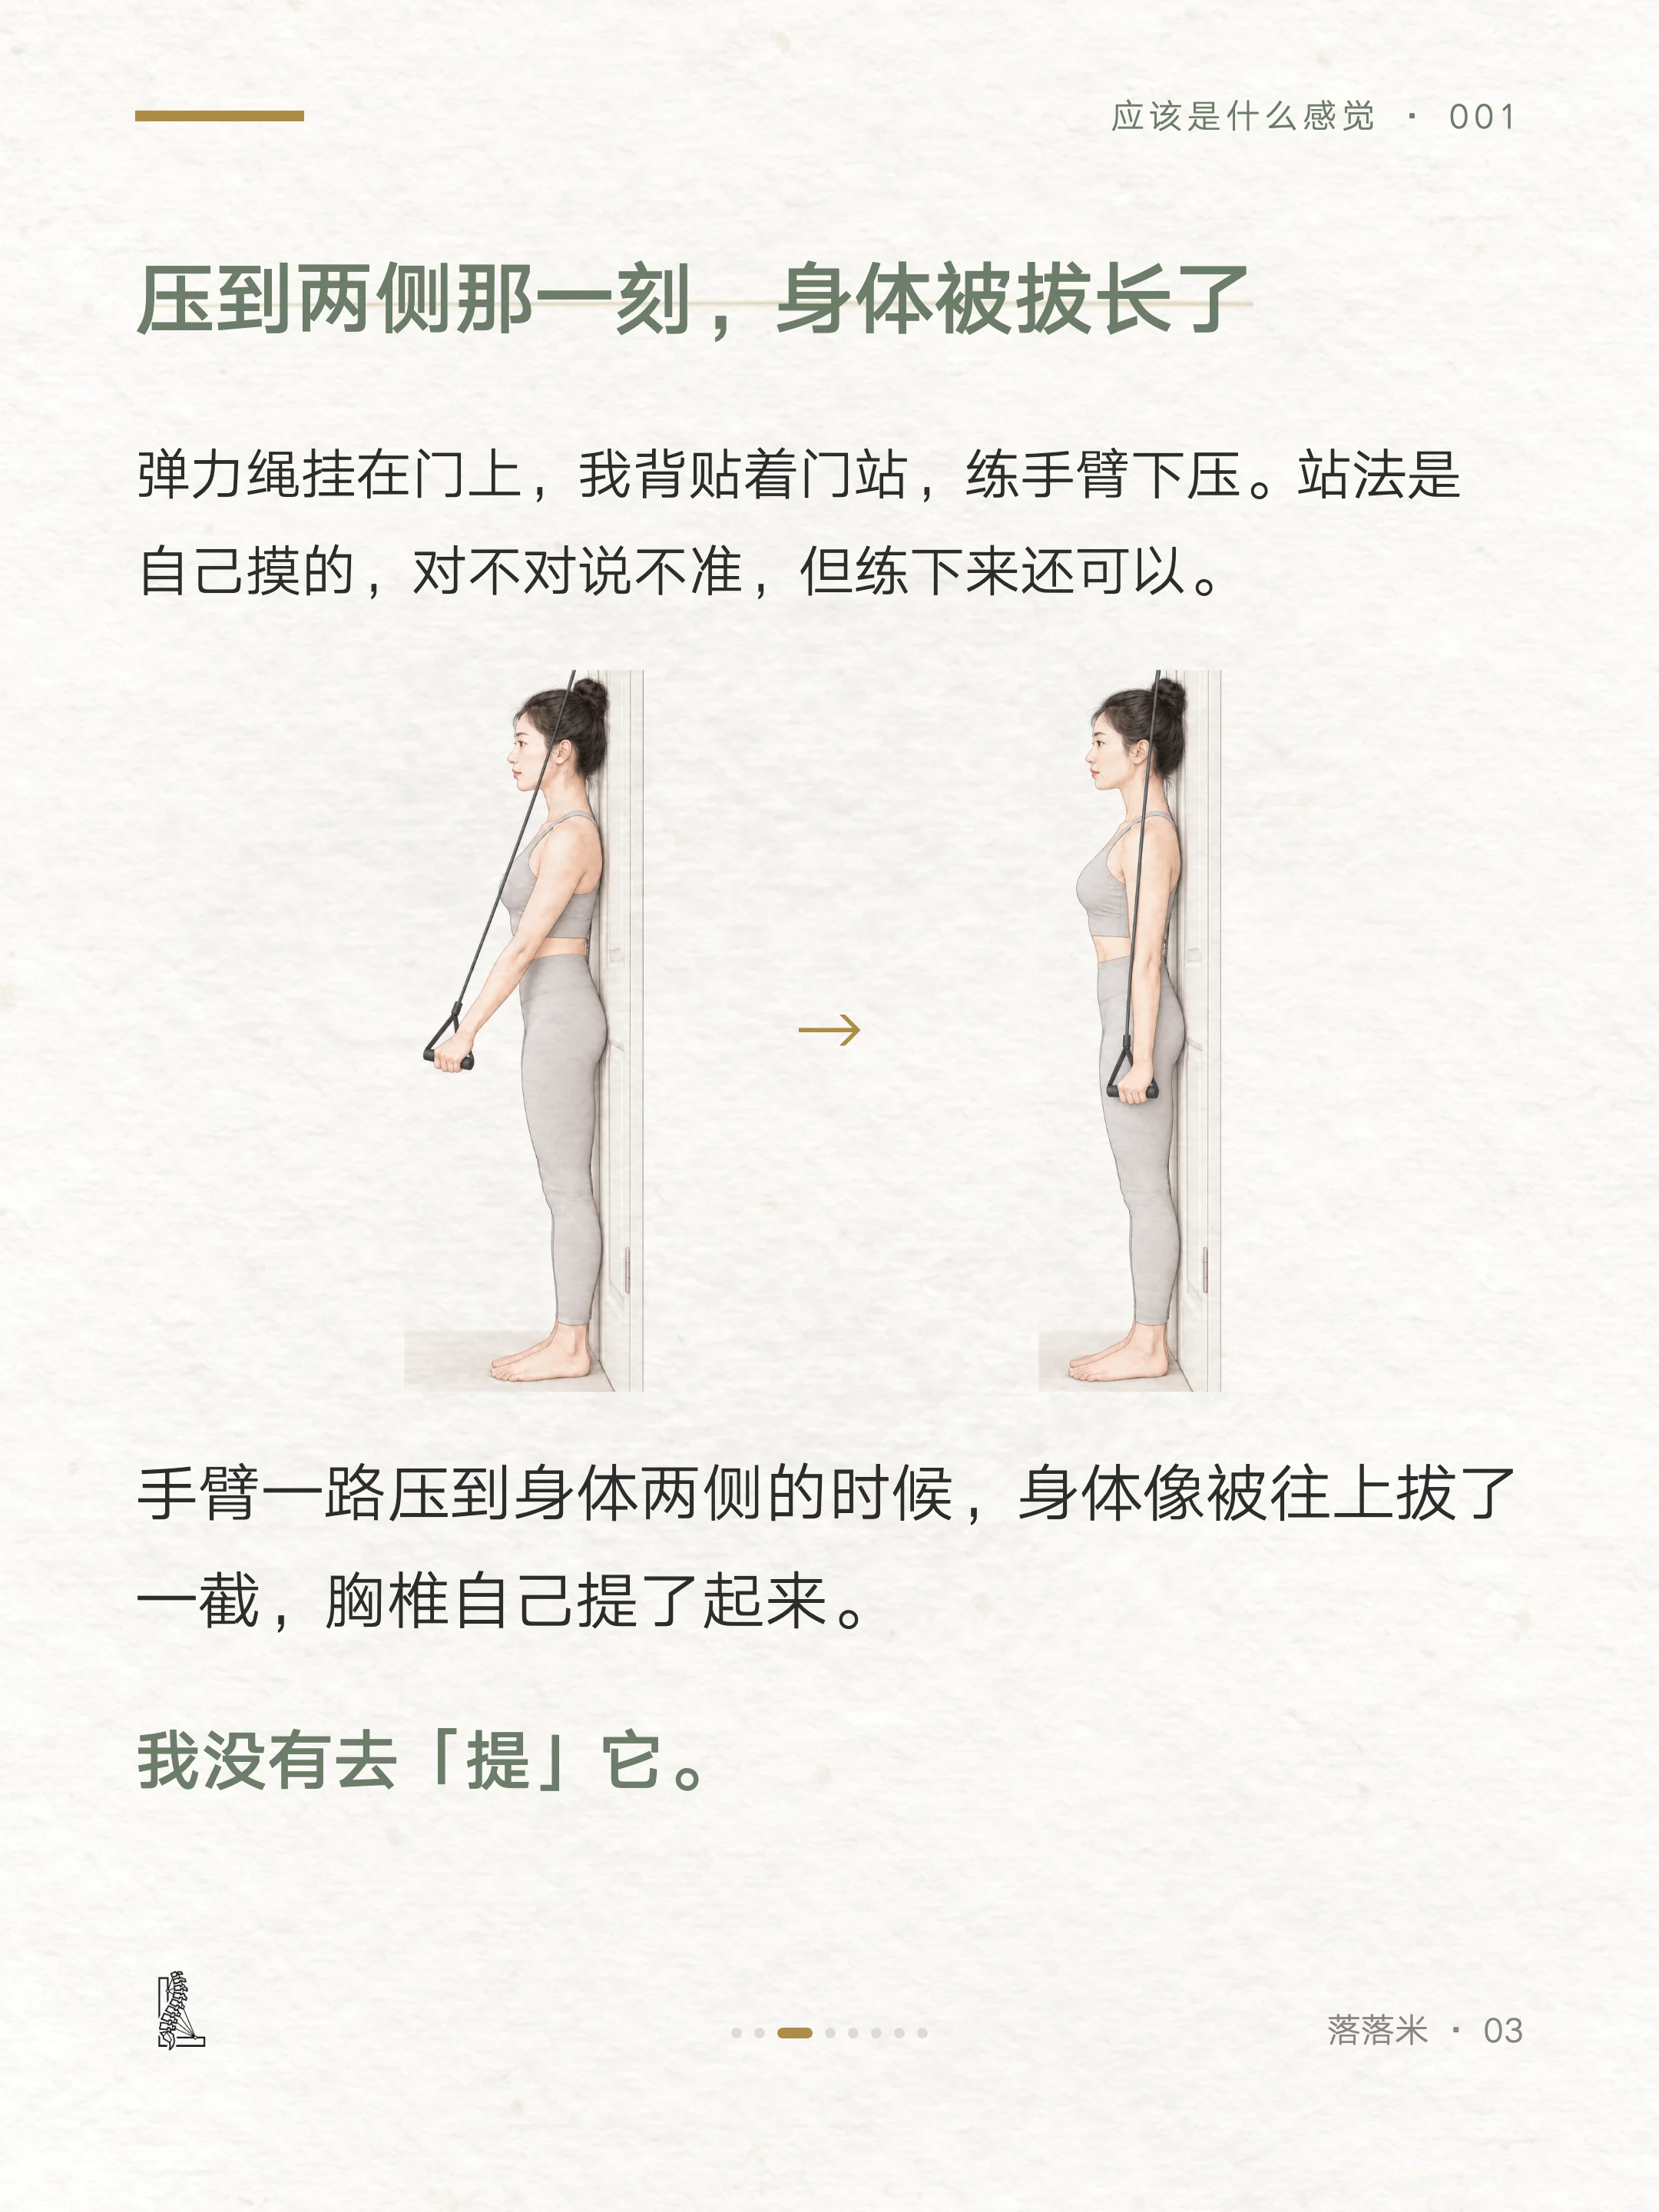 应该是什么感觉 · 001
压到两侧那一刻，身体被拔长了
弹力绳挂在门上，我背贴着门站，练手臂下压。站法是
自己摸的，对不对说不准，但练下来还可以。
→
手臂一路压到身体两侧的时候，身体像被往上拔了
一截，胸椎自己提了起来。
我没有去「提」它。
落落米 · 03